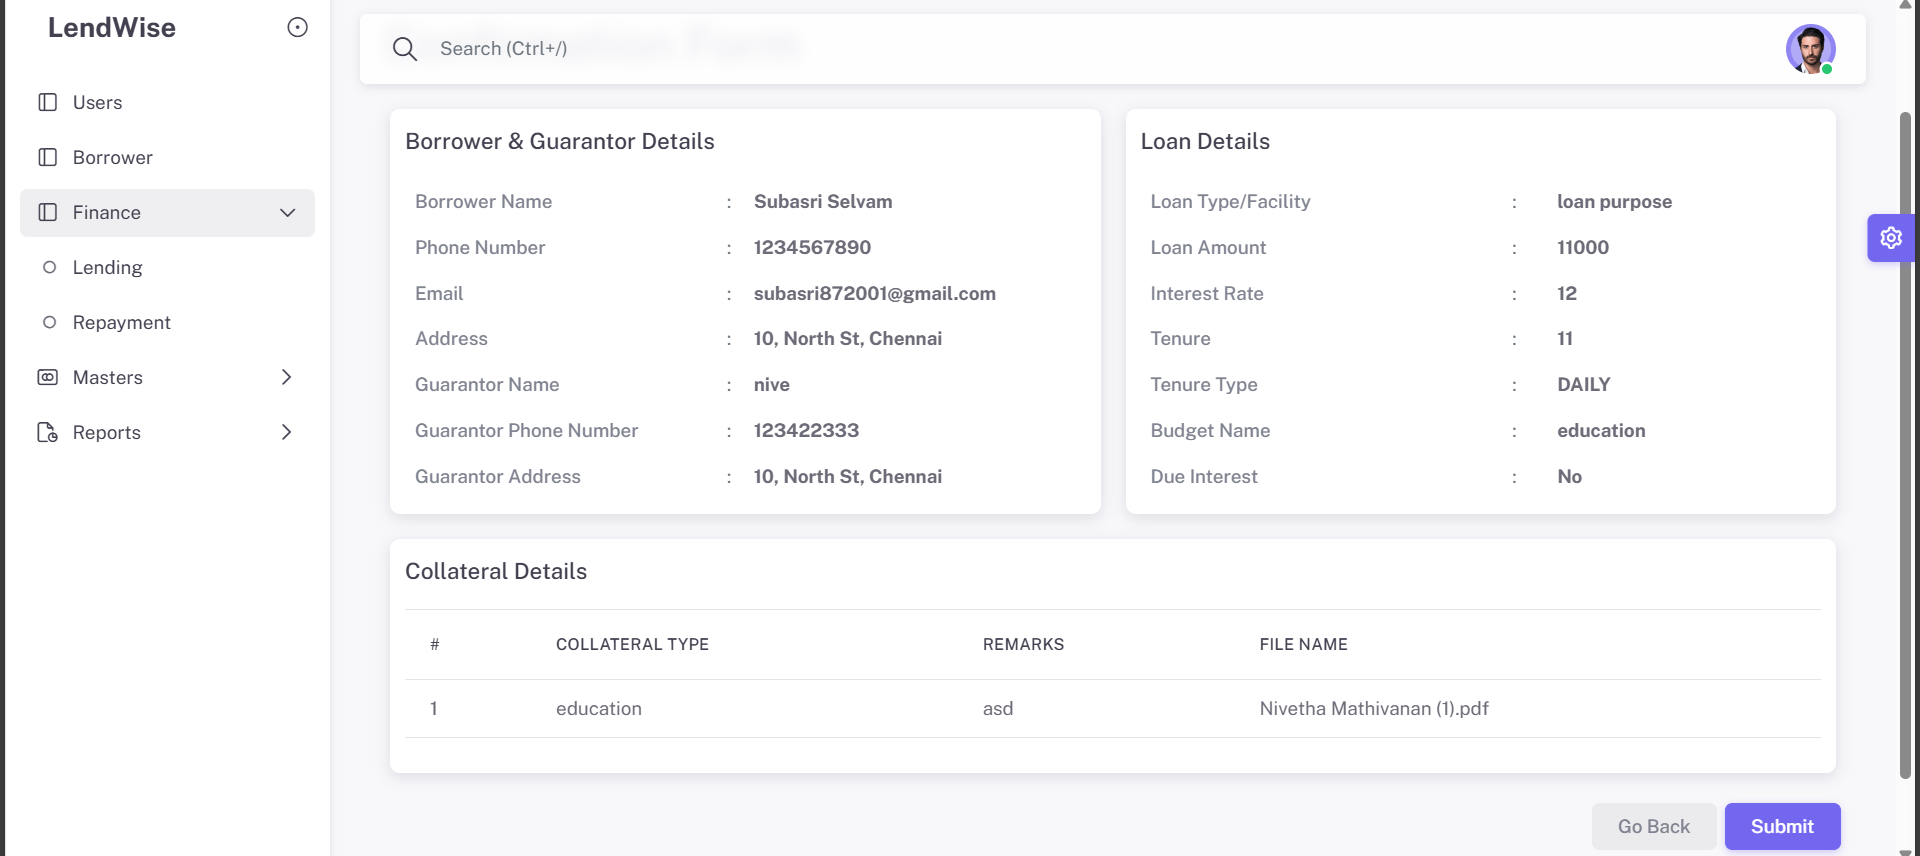 LendWise
Users
Borrower
Finance
Lending
Repayment
Masters
Reports
Search (Ctrl+/)
Borrower & Guarantor Details
Borrower Name : Subasri Selvam
Phone Number : 1234567890
Email : subasri872001@gmail.com
Address : 10, North St, Chennai
Guarantor Name : nive
Guarantor Phone Number : 123422333
Guarantor Address : 10, North St, Chennai
Loan Details
Loan Type/Facility : loan purpose
Loan Amount : 11000
Interest Rate : 12
Tenure : 11
Tenure Type : DAILY
Budget Name : education
Due Interest : No
Collateral Details
# COLLATERAL TYPE REMARKS FILE NAME
1 education asd Nivetha Mathivanan (1).pdf
Go Back Submit